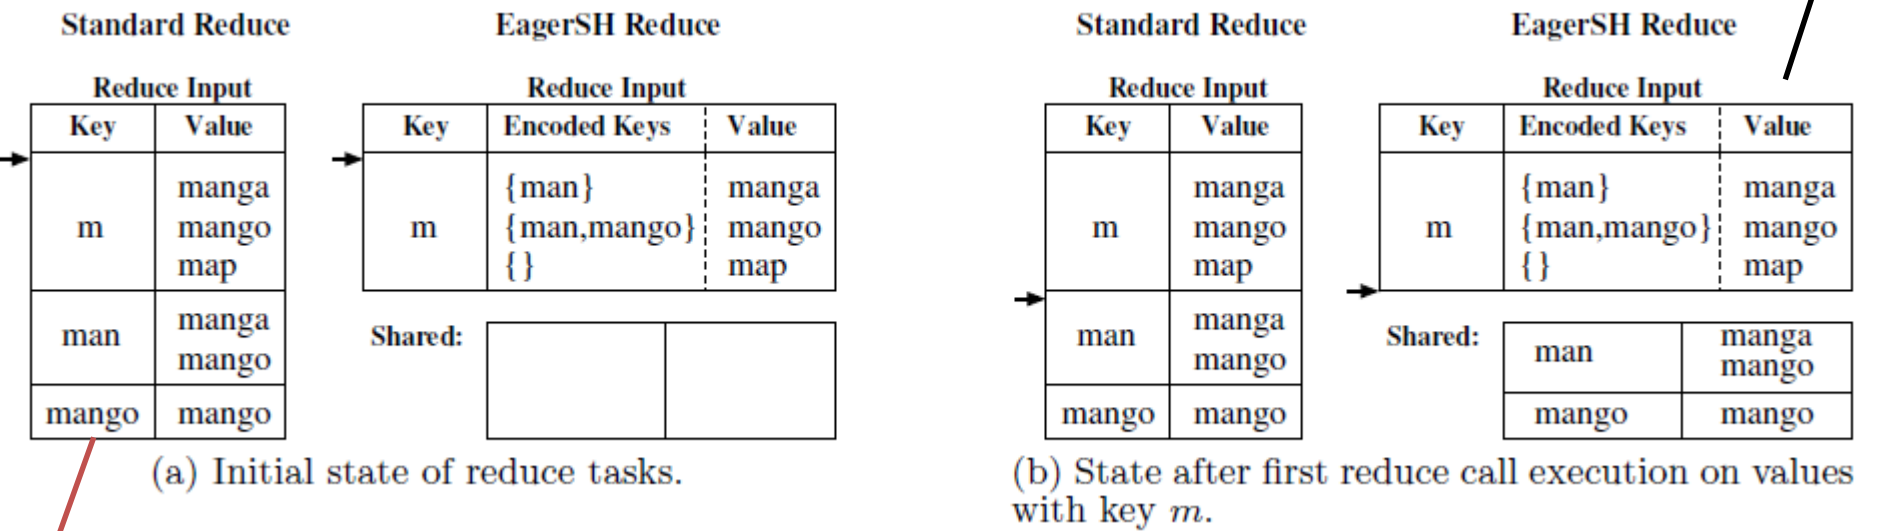 Standard Reduce
EagerSH Reduce
Reduce Input
Reduce Input
Key Value
Key Encoded Keys Value
m
manga
mango
map
m
{man} manga
{man,mango} mango
{} map
man
manga
mango
mango mango
Shared:
(a) Initial state of reduce tasks.
Standard Reduce
EagerSH Reduce
Reduce Input
Reduce Input
Key Value
Key Encoded Keys Value
m
manga
mango
map
m
{man} manga
{man,mango} mango
{} map
man
manga
mango
mango mango
Shared:
man
manga
mango
mango mango
(b) State after first reduce call execution on values
with key m.